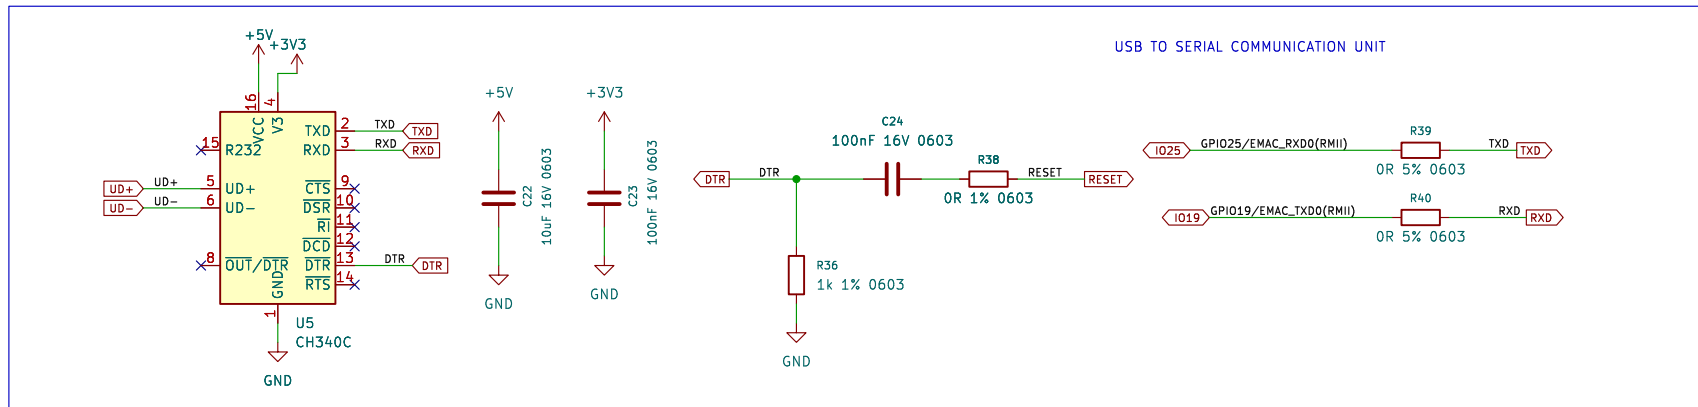 USB TO SERIAL COMMUNICATION UNIT
+5V
+3V3
16
4
VCC
V3
15
R232
TXD
2
TXD
TXD
RXD
3
RXD
RXD
UD+
UD+
5
UD+
UD-
UD-
6
UD-
CTS
9
DSR
10
RI
11
DCD
12
8
OUT/DTR
DTR
13
DTR
DTR
RTS
14
GND
1
U5
CH340C
GND
+5V
C22
10uF 16V 0603
GND
+3V3
C23
100nF 16V 0603
GND
DTR
DTR
C24
100nF 16V 0603
R38
0R 1% 0603
RESET
RESET
R36
1k 1% 0603
GND
IO25
GPIO25/EMAC_RXD0(RMII)
R39
0R 5% 0603
TXD
TXD
IO19
GPIO19/EMAC_TXD0(RMII)
R40
0R 5% 0603
RXD
RXD